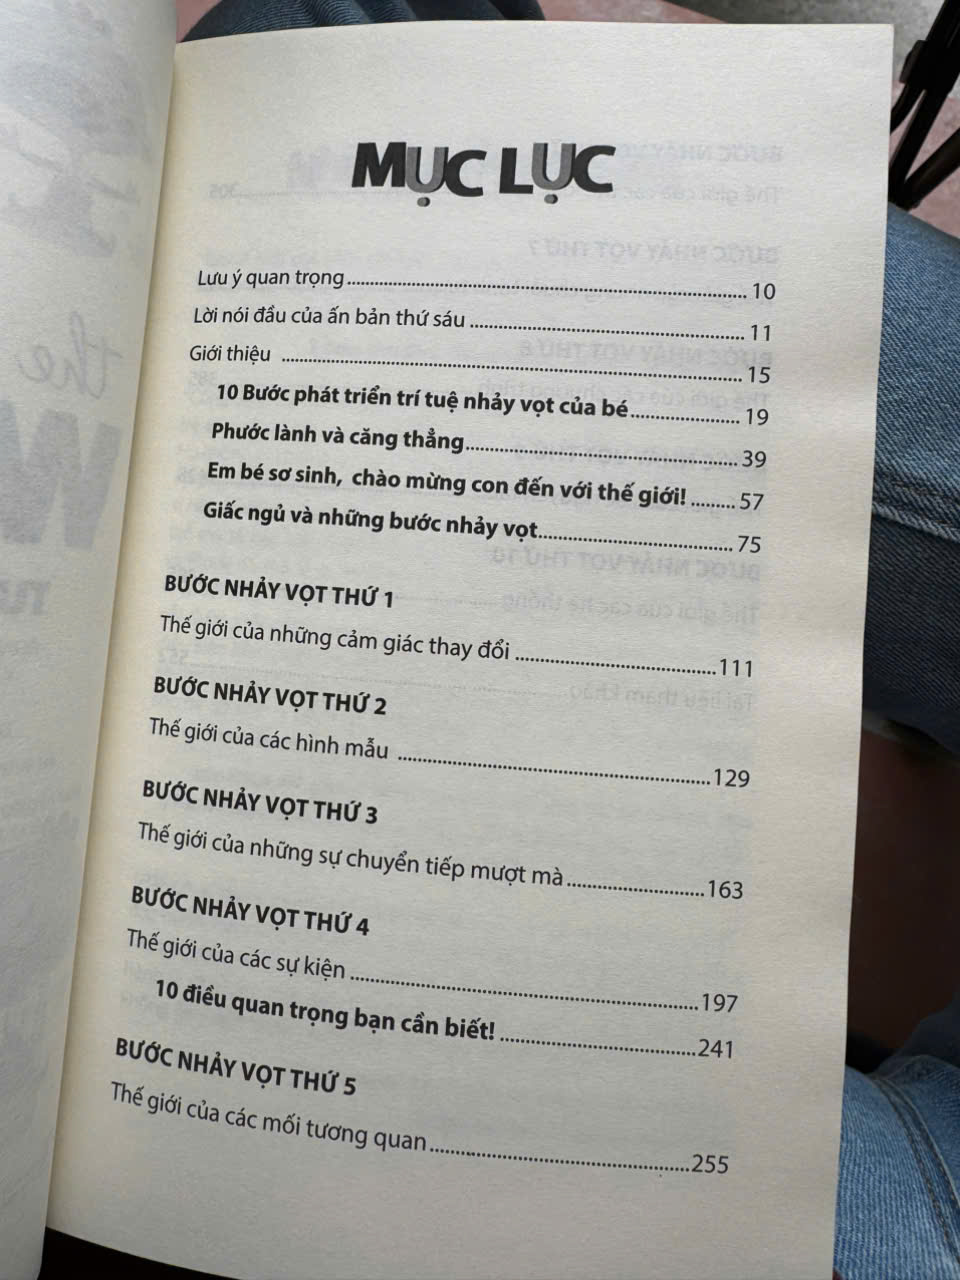 MỤC LỤC
Lưu ý quan trọng.......... 10
Lời nói đầu của ấn bản thứ sáu.......... 11
Giới thiệu .......... 15
10 Bước phát triển trí tuệ nhảy vọt của bé.......... 19
Phước lành và căng thẳng.......... 39
Em bé sơ sinh, chào mừng con đến với thế giới! ......... 57
Giấc ngủ và những bước nhảy vọt.......... 75
BƯỚC NHẢY VỌT THỨ 1
Thế giới của những cảm giác thay đổi ..........111
BƯỚC NHẢY VỌT THỨ 2
Thế giới của các hình mẫu ..........129
BƯỚC NHẢY VỌT THỨ 3
Thế giới của những sự chuyển tiếp mượt mà..........163
BƯỚC NHẢY VỌT THỨ 4
Thế giới của các sự kiện ..........197
10 điều quan trọng bạn cần biết! ..........241
BƯỚC NHẢY VỌT THỨ 5
Thế giới của các mối tương quan..........255